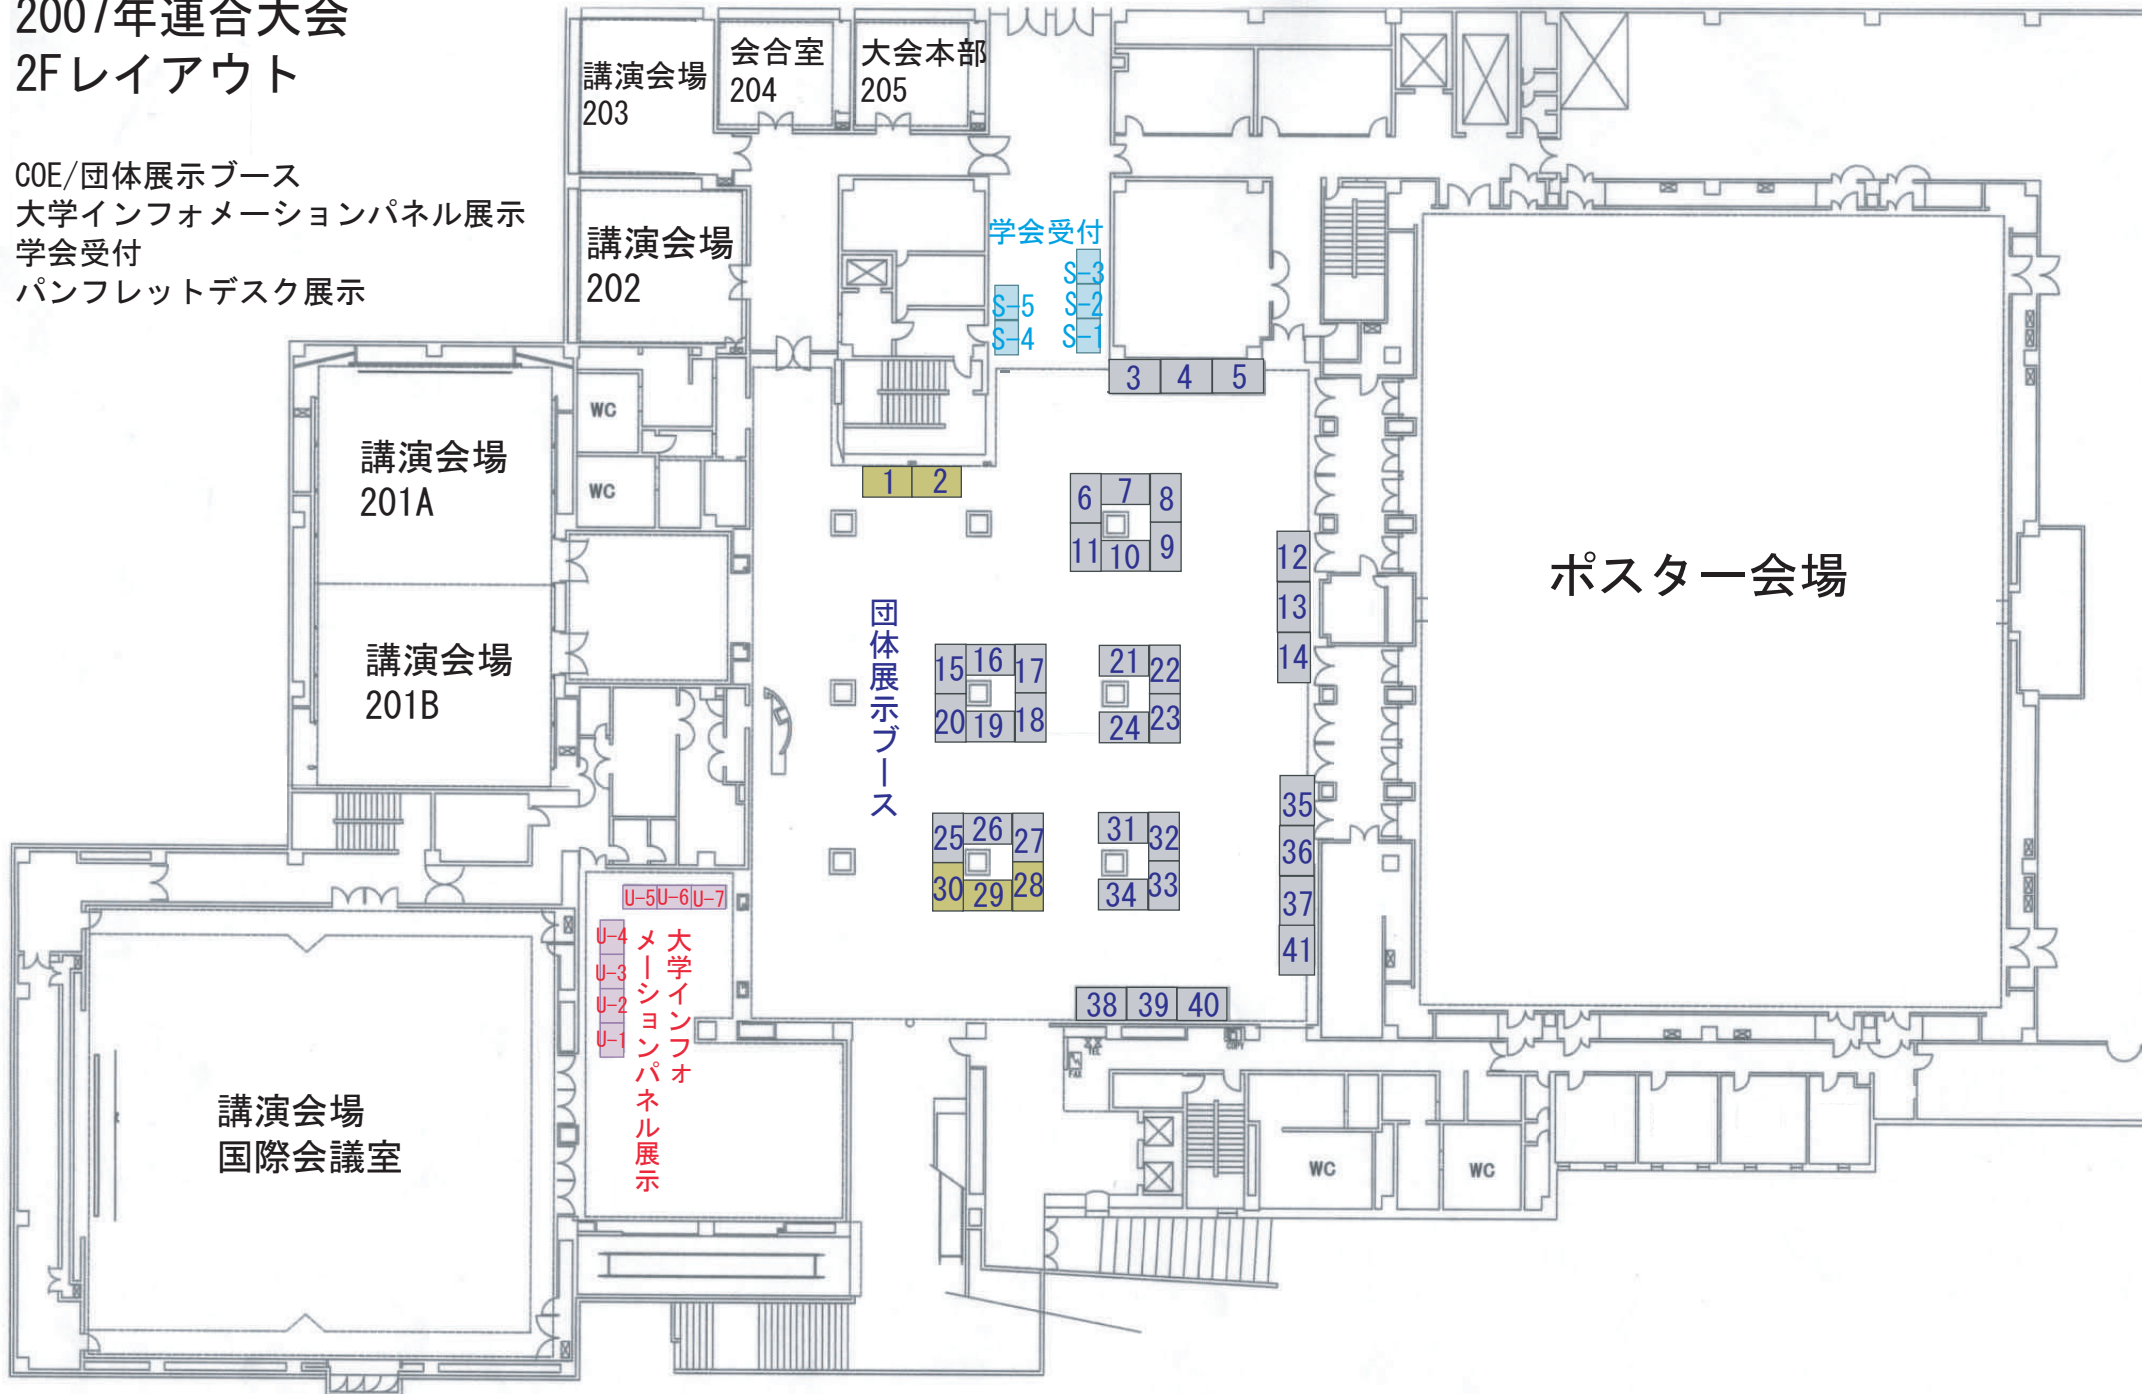 2007年連合大会
2Fレイアウト
COE/団体展示ブース
大学インフォメーションパネル展示
学会受付
パンフレットデスク展示
講演会場
203
会合室
204
大会本部
205
講演会場
202
学会受付
S-3
S-2
S-1
S-5
S-4
3 4 5
WC
WC
講演会場
201A
講演会場
201B
1 2
6 7 8
11 10 9
12
13
14
ポスター会場
団体展示ブース
15 16 17
20 19 18
21 22
24 23
25 26 27
30 29 28
31 32
34 33
35
36
37
41
38 39 40
U-5 U-6 U-7
U-4
U-3
U-2
U-1
大学インフォ
メーションパネル展示
講演会場
国際会議室
TEL
FAX
COPY
WC
WC